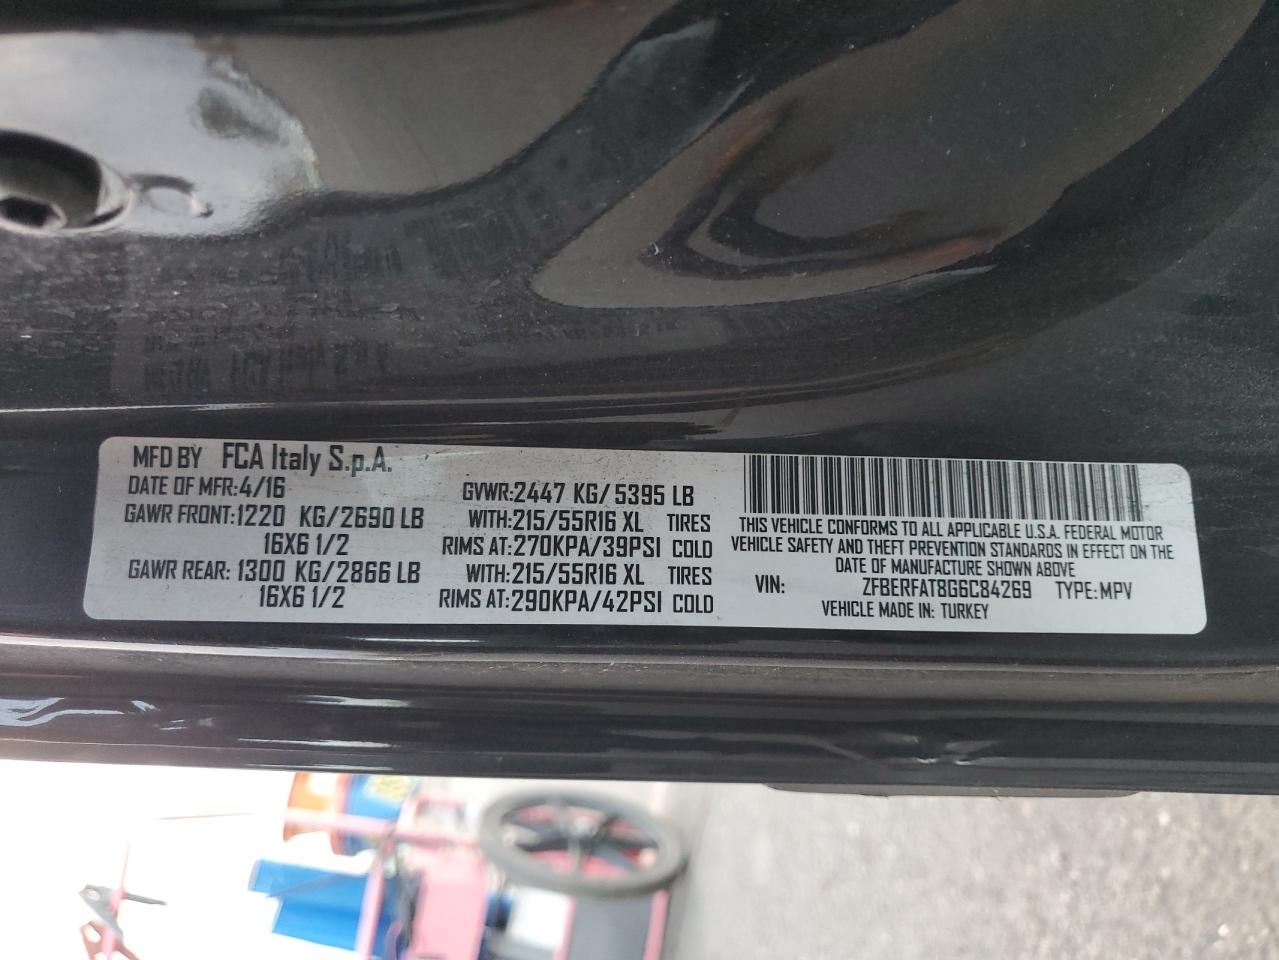 MFD BY FCA Italy S.p.A.
DATE OF MFR:4/16 GVWR:2447 KG/ 5395 LB
GAWR FRONT:1220 KG/2690 LB WITH:215/55R16 XL TIRES
16X6 1/2 RIMS AT:270KPA/39PSI COLD
GAWR REAR: 1300 KG/2866 LB WITH:215/55R16 XL TIRES
16X6 1/2 RIMS AT:290KPA/42PSI COLD
THIS VEHICLE CONFORMS TO ALL APPLICABLE U.S.A. FEDERAL MOTOR
VEHICLE SAFETY AND THEFT PREVENTION STANDARDS IN EFFECT ON THE
DATE OF MANUFACTURE SHOWN ABOVE
VIN: ZFBERFAT8G6C84269 TYPE:MPV
VEHICLE MADE IN: TURKEY